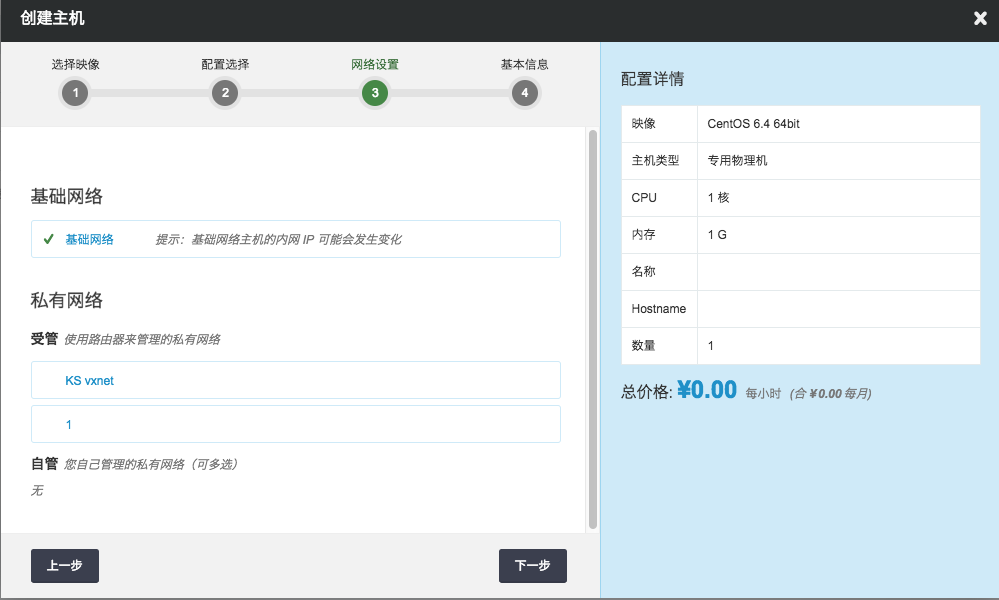 创建主机
选择映像 配置选择 网络设置 基本信息
1 2 3 4
基础网络
基础网络 提示：基础网络主机的内网 IP 可能会发生变化
私有网络
受管 使用路由器来管理的私有网络
KS vxnet
1
自管 您自己管理的私有网络（可多选）
无
上一步 下一步
配置详情
映像 CentOS 6.4 64bit
主机类型 专用物理机
CPU 1 核
内存 1 G
名称
Hostname
数量 1
总价格: ¥0.00 每小时 (合 ¥0.00 每月)